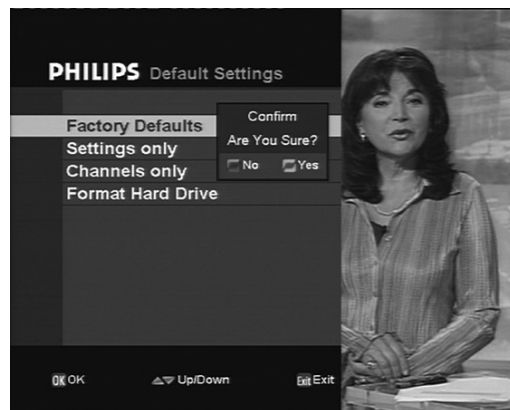 PHILIPS Default Settings
Confirm
Are You Sure?
No Yes
Factory Defaults
Settings only
Channels only
Format Hard Drive
OK OK Up/Down Exit Exit